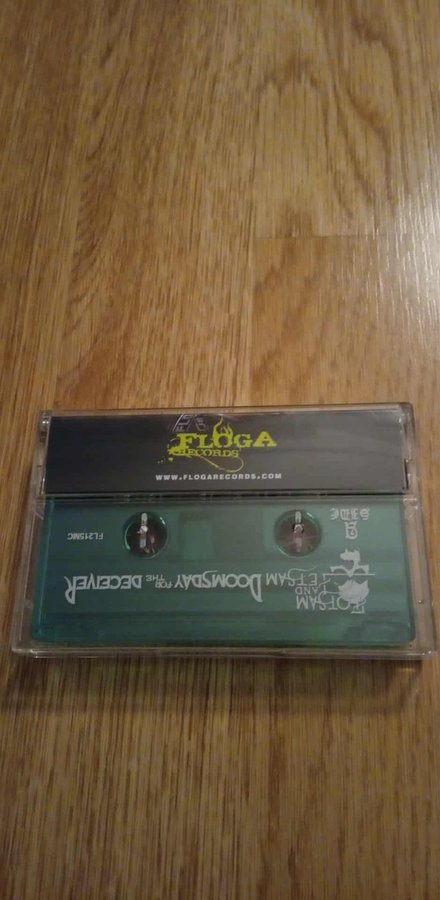 FLOGA
RECORDS
WWW.FLOGARECORDS.COM
FLOTSAM
AND
JETSAM
DOOMSDAY FOR THE DECEIVER
SIDE
A
FL215MC